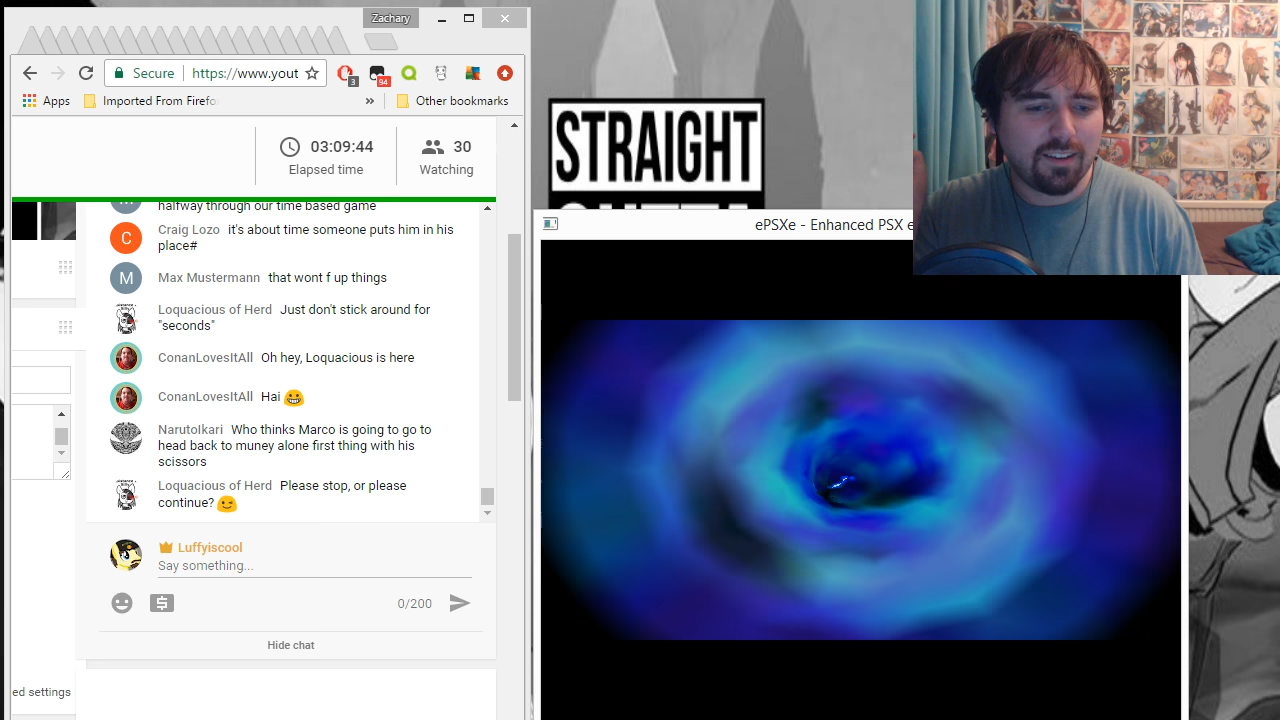 Zachary
Secure https://www.yout
3
94
Apps Imported From Firefo » Other bookmarks
03:09:44
Elapsed time
30
Watching
halfway through our time based game
Craig Lozo it's about time someone puts him in his
place#
Max Mustermann that wont f up things
Loquacious of Herd Just don't stick around for
"seconds"
ConanLovesItAll Oh hey, Loquacious is here
ConanLovesItAll Hai
NarutoIkari Who thinks Marco is going to go to
head back to muney alone first thing with his
scissors
Loquacious of Herd Please stop, or please
continue?
Luffyiscool
Say something...
0/200
Hide chat
ed settings
C
M
STRAIGHT
ePSXe - Enhanced PSX e